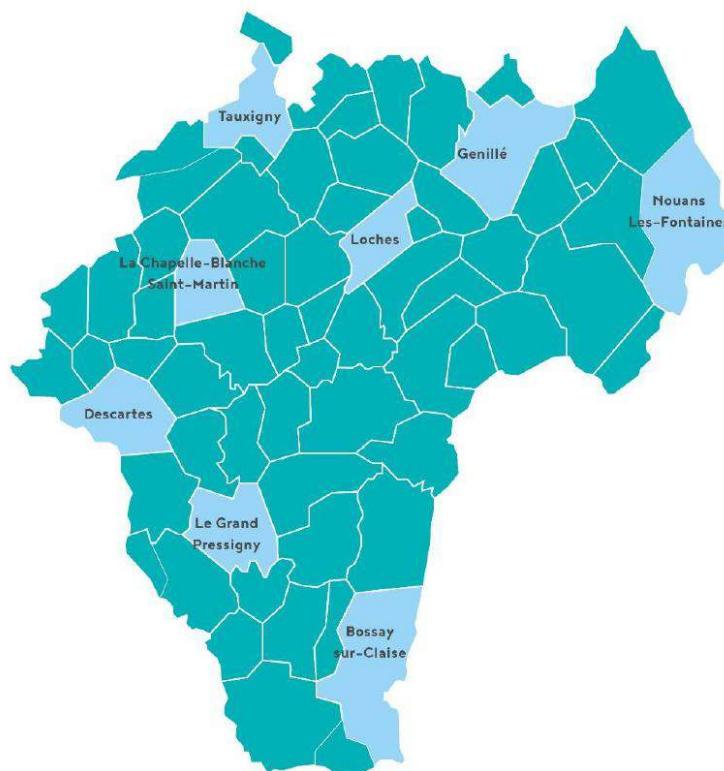 Tauxigny
Genillé
Nouans
Les-Fontaines
Loches
La Chapelle-Blanche
Saint-Martin
Descartes
Le Grand
Pressigny
Bossay
sur-Claise